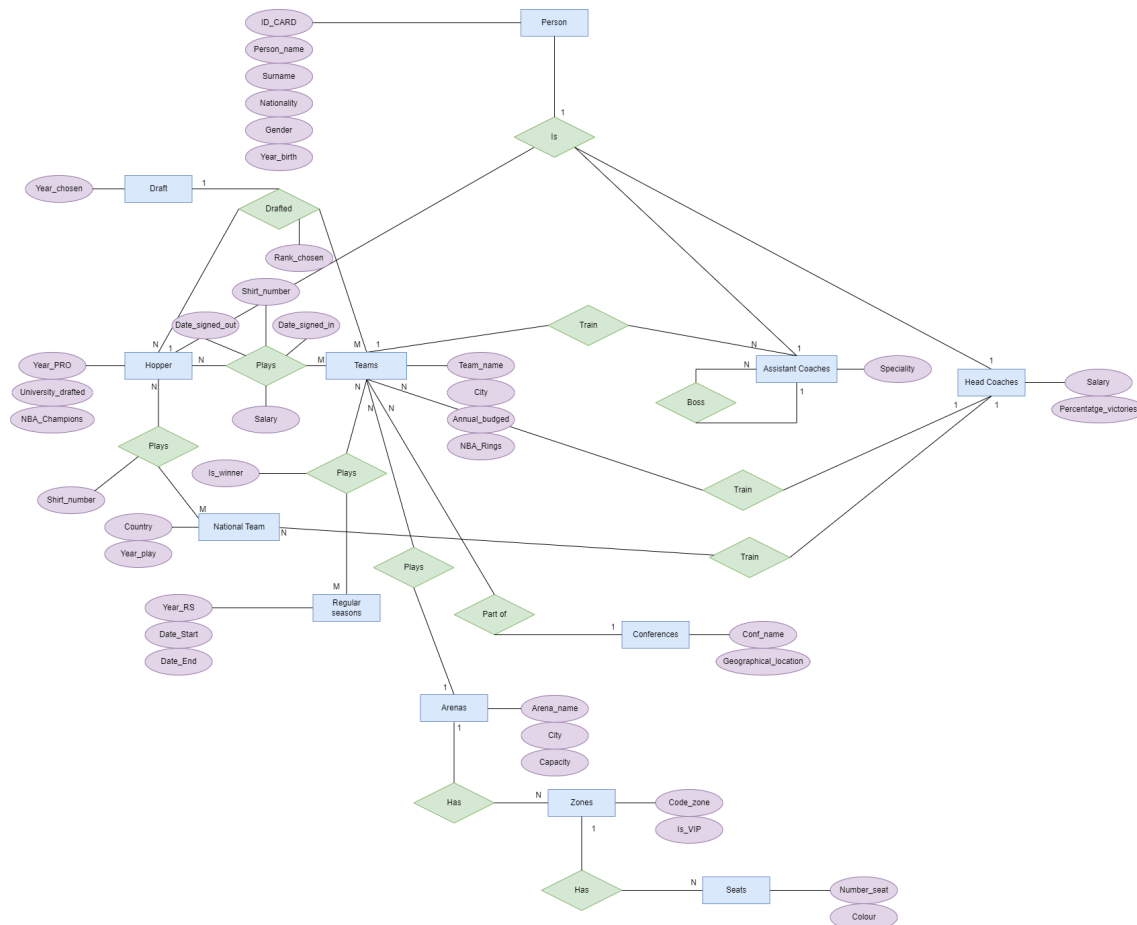 ID_CARD
Person
Person_name
Surname
Nationality
Gender
Year_birth
1
Is
Year_chosen
Draft
1
Drafted
Rank_chosen
Shirt_number
Date_signed_out
Date_signed_in
Train
N
1
M
1
N
1
Year_PRO
Hopper
N
Plays
M
Teams
Team_name
N
Assistant Coaches
Speciality
1
Head Coaches
Salary
University_drafted
City
NBA_Champions
Salary
Annual_budged
NBA_Rings
N
N
N
N
N
1
Boss
1
1
Percentatge_victories
Plays
Is_winner
Plays
Train
Shirt_number
M
Country
National Team
N
Year_play
Train
Plays
M
Year_RS
Regular
seasons
Date_Start
Date_End
Part of
1
Conferences
Conf_name
Geographical_location
1
Arenas
Arena_name
1
City
Capacity
Has
N
Zones
Code_zone
1
Is_VIP
Has
N
Seats
Number_seat
Colour